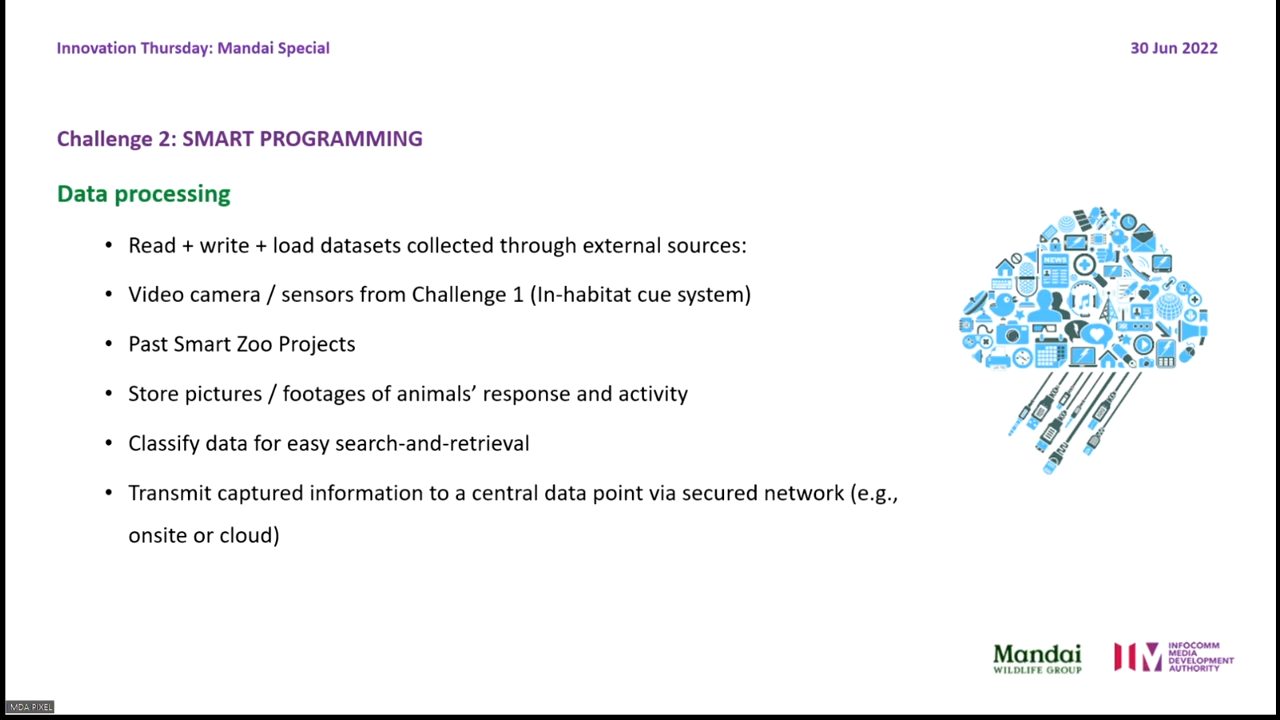 Innovation Thursday: Mandai Special
30 Jun 2022
Challenge 2: SMART PROGRAMMING
Data processing
• Read + write + load datasets collected through external sources:
• Video camera / sensors from Challenge 1 (In-habitat cue system)
• Past Smart Zoo Projects
• Store pictures / footages of animals’ response and activity
• Classify data for easy search-and-retrieval
• Transmit captured information to a central data point via secured network (e.g.,
onsite or cloud)
NEWS
Mandai
WILDLIFE GROUP
INFOCOMM
MEDIA
DEVELOPMENT
AUTHORITY
IMDA PIXEL